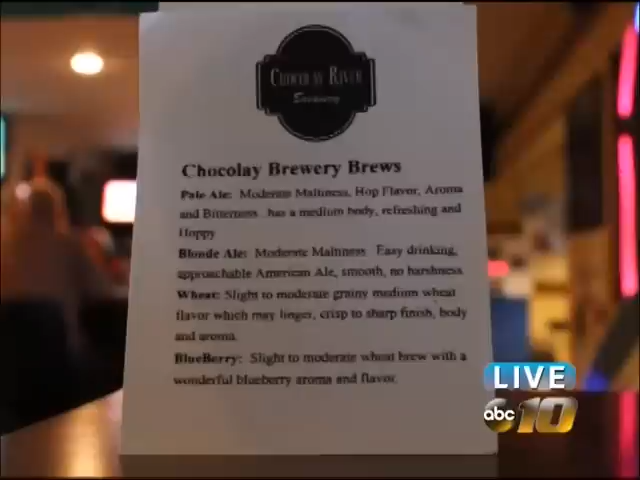 CHOCOLAY RIVER
Brewery
Chocolay Brewery Brews
Pale Ale: Moderate Maltiness, Hop Flavor, Aroma
and Bitterness. has a medium body, refreshing and
Hoppy
Blonde Ale: Moderate Maltiness. Easy drinking,
approachable American Ale, smooth, no harshness
Wheat: Slight to moderate grainy medium wheat
flavor which may linger, crisp to sharp finish, body
and aroma.
BlueBerry: Slight to moderate wheat brew with a
wonderful blueberry aroma and flavor.
LIVE
abc 10